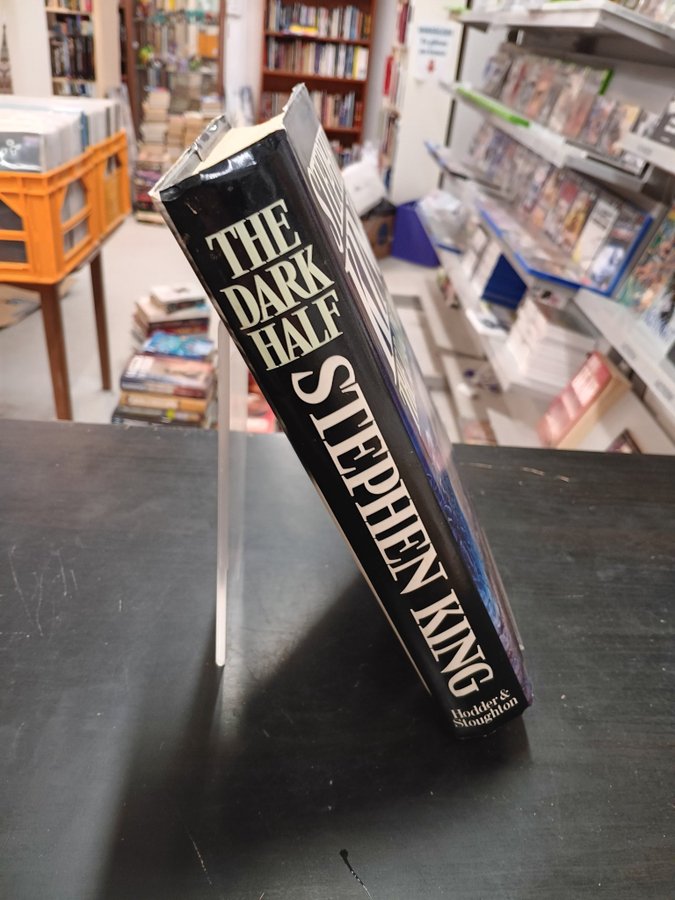 THE
DARK
HALF
STEPHEN KING
Hodder &
Stoughton